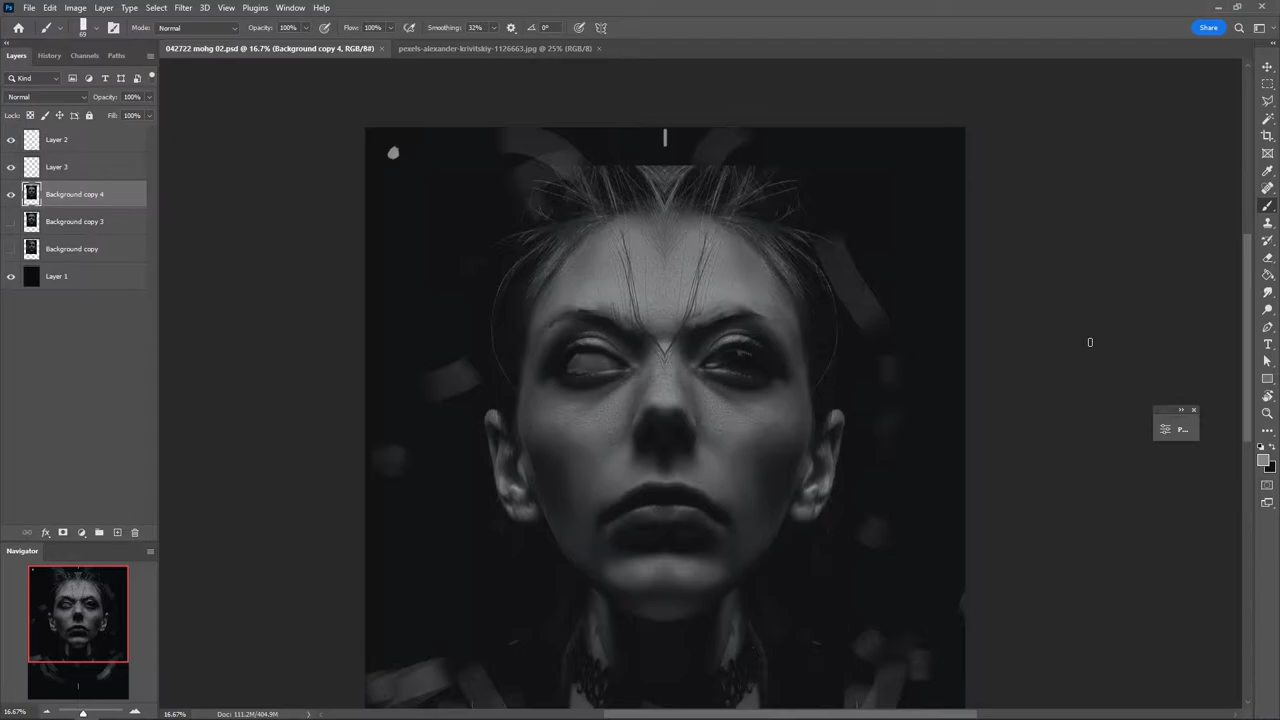 Ps File Edit Image Layer Type Select Filter 3D View Plugins Window Help
69 Mode: Normal Opacity: 100% Flow: 100% Smoothing: 32% 0° Share
042722 mohg 02.psd @ 16.7% (Background copy 4, RGB/8#) × pexels-alexander-krivitskiy-1126663.jpg @ 25% (RGB/8) ×
Layers History Channels Paths
Kind
Normal Opacity: 100%
Lock: Fill: 100%
Layer 2
Layer 3
Background copy 4
Background copy 3
Background copy
Layer 1
P...
fx
Navigator
16.67%
16.67% Doc: 111.2M/404.9M